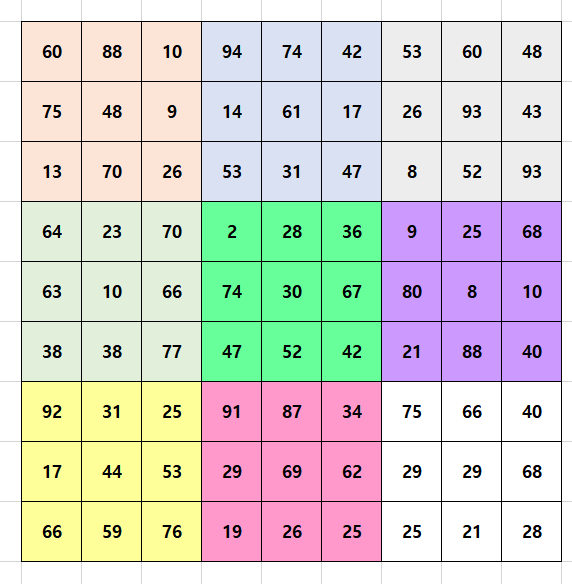 60 88 10 94 74 42 53 60 48
75 48 9 14 61 17 26 93 43
13 70 26 53 31 47 8 52 93
64 23 70 2 28 36 9 25 68
63 10 66 74 30 67 80 8 10
38 38 77 47 52 42 21 88 40
92 31 25 91 87 34 75 66 40
17 44 53 29 69 62 29 29 68
66 59 76 19 26 25 25 21 28